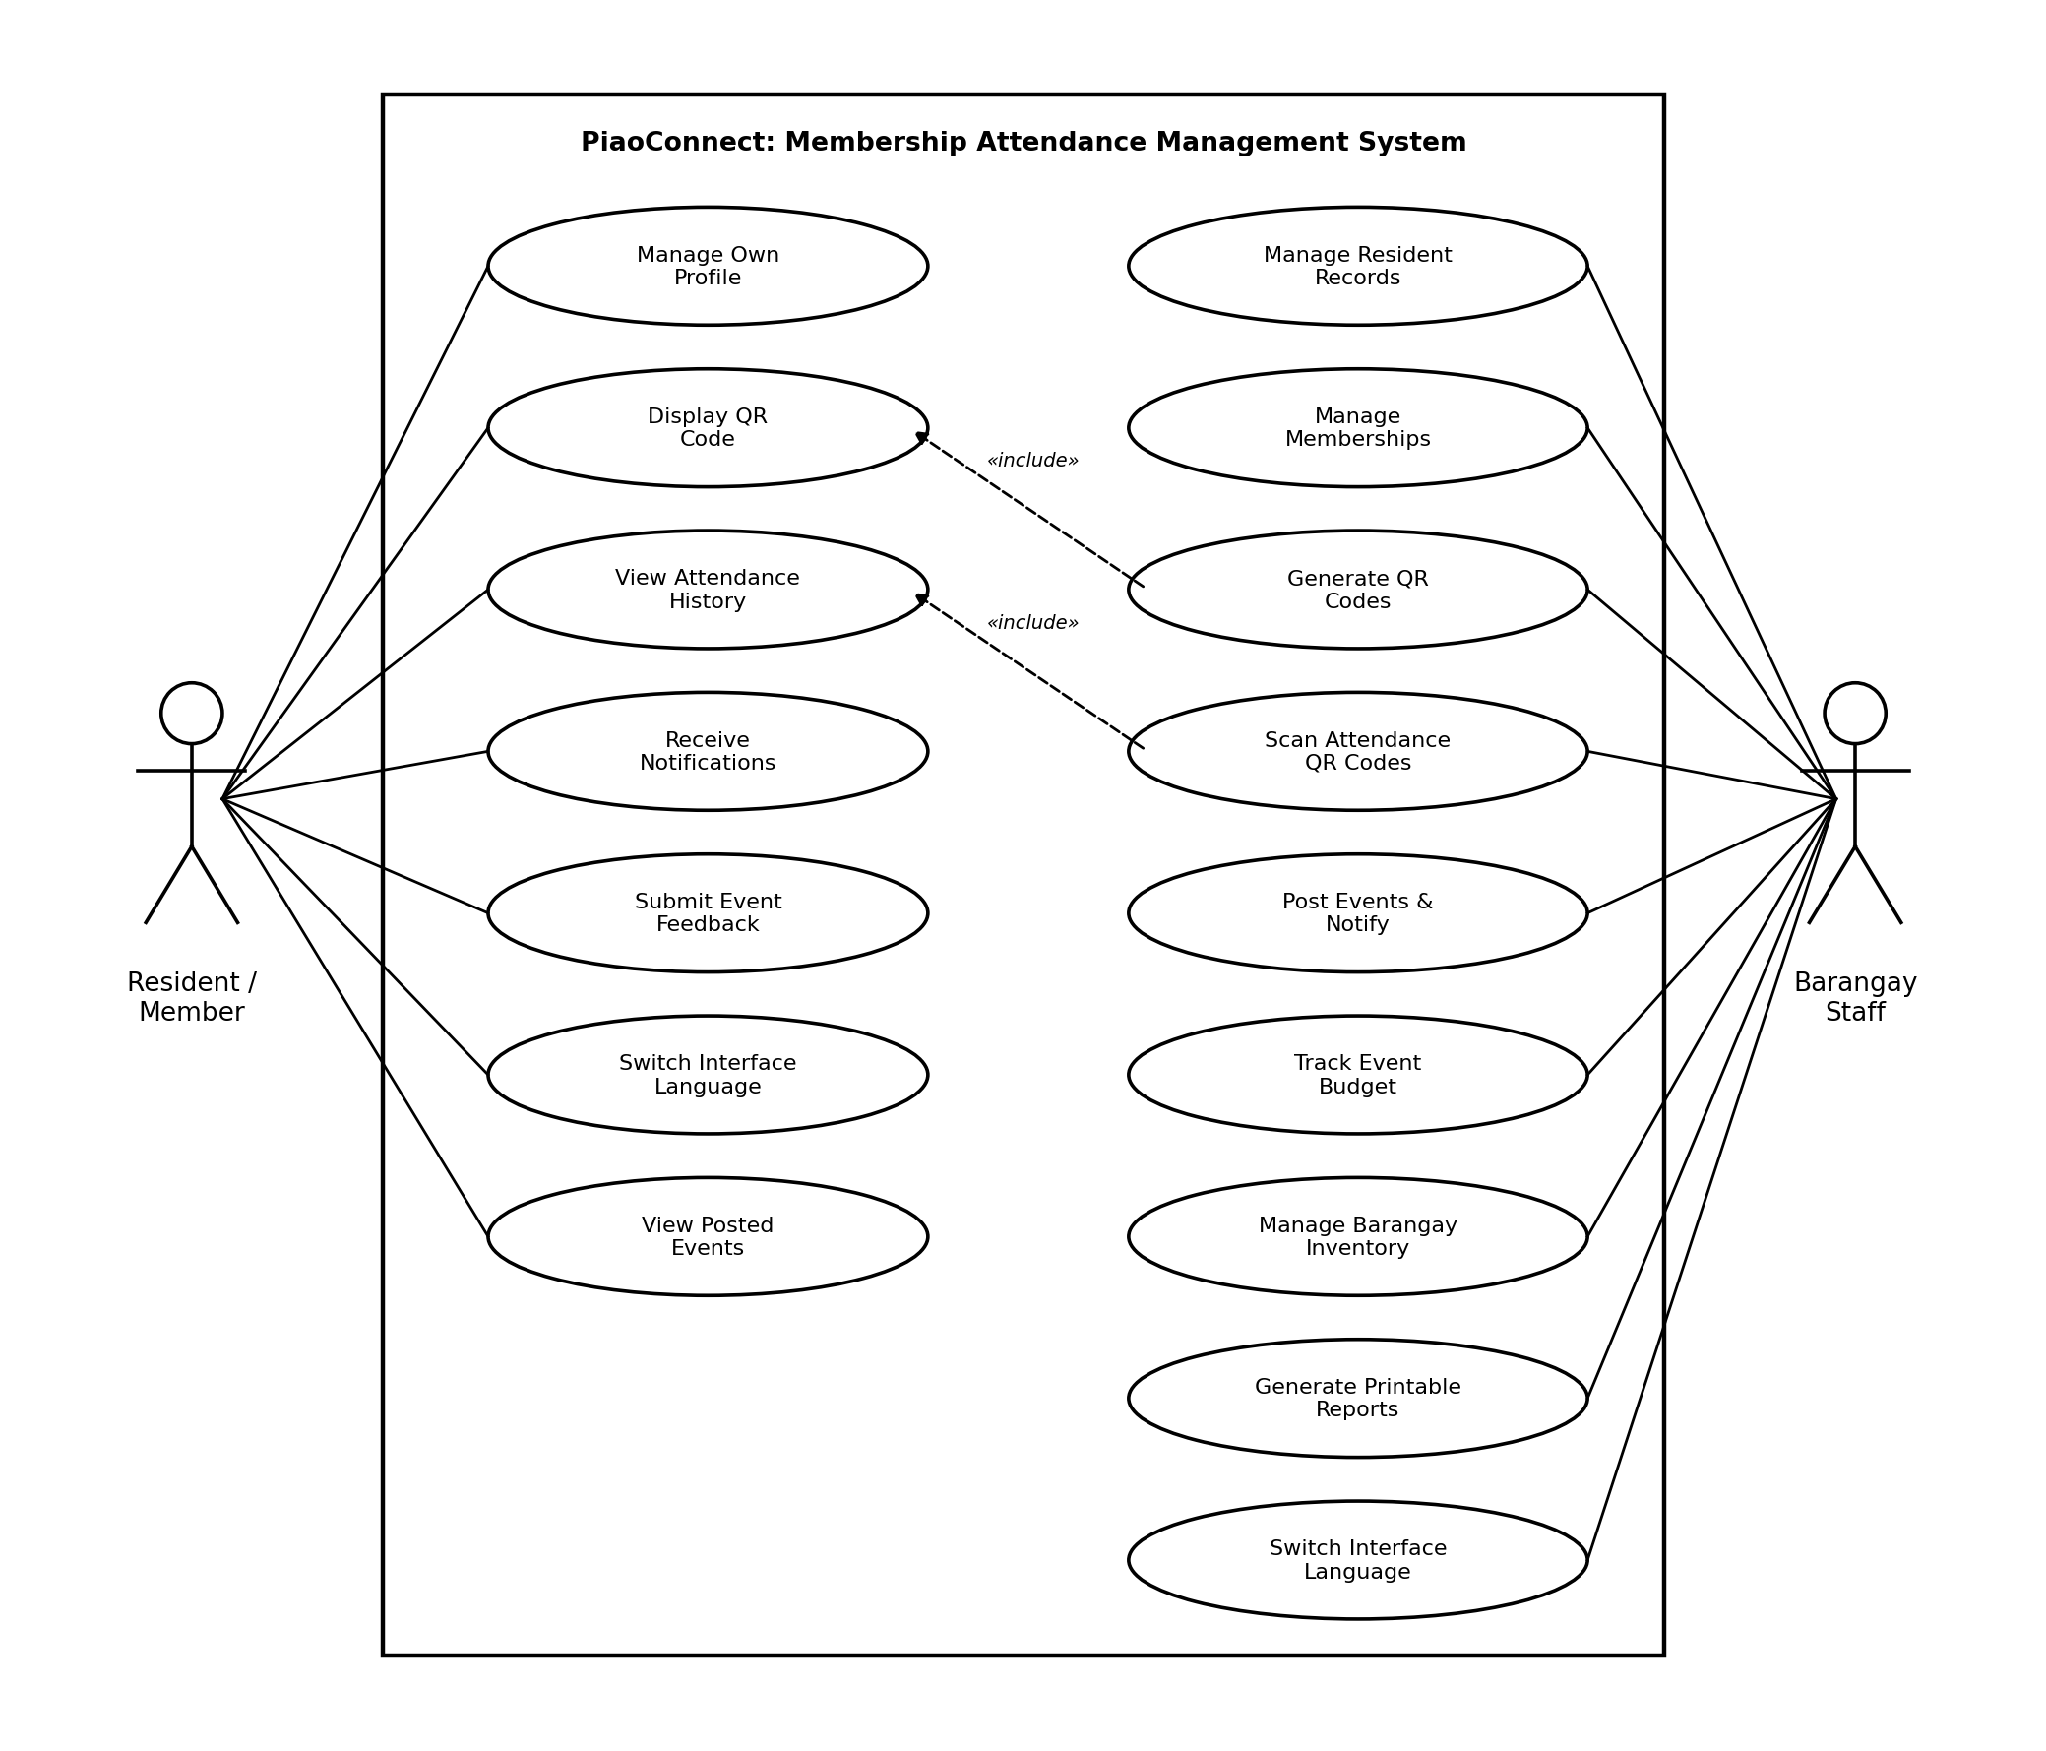 PiaoConnect: Membership Attendance Management System
Manage Own
Profile
Display QR
Code
View Attendance
History
Receive
Notifications
Submit Event
Feedback
Switch Interface
Language
View Posted
Events
«include»
«include»
Manage Resident
Records
Manage
Memberships
Generate QR
Codes
Scan Attendance
QR Codes
Post Events &
Notify
Track Event
Budget
Manage Barangay
Inventory
Generate Printable
Reports
Switch Interface
Language
Resident /
Member
Barangay
Staff